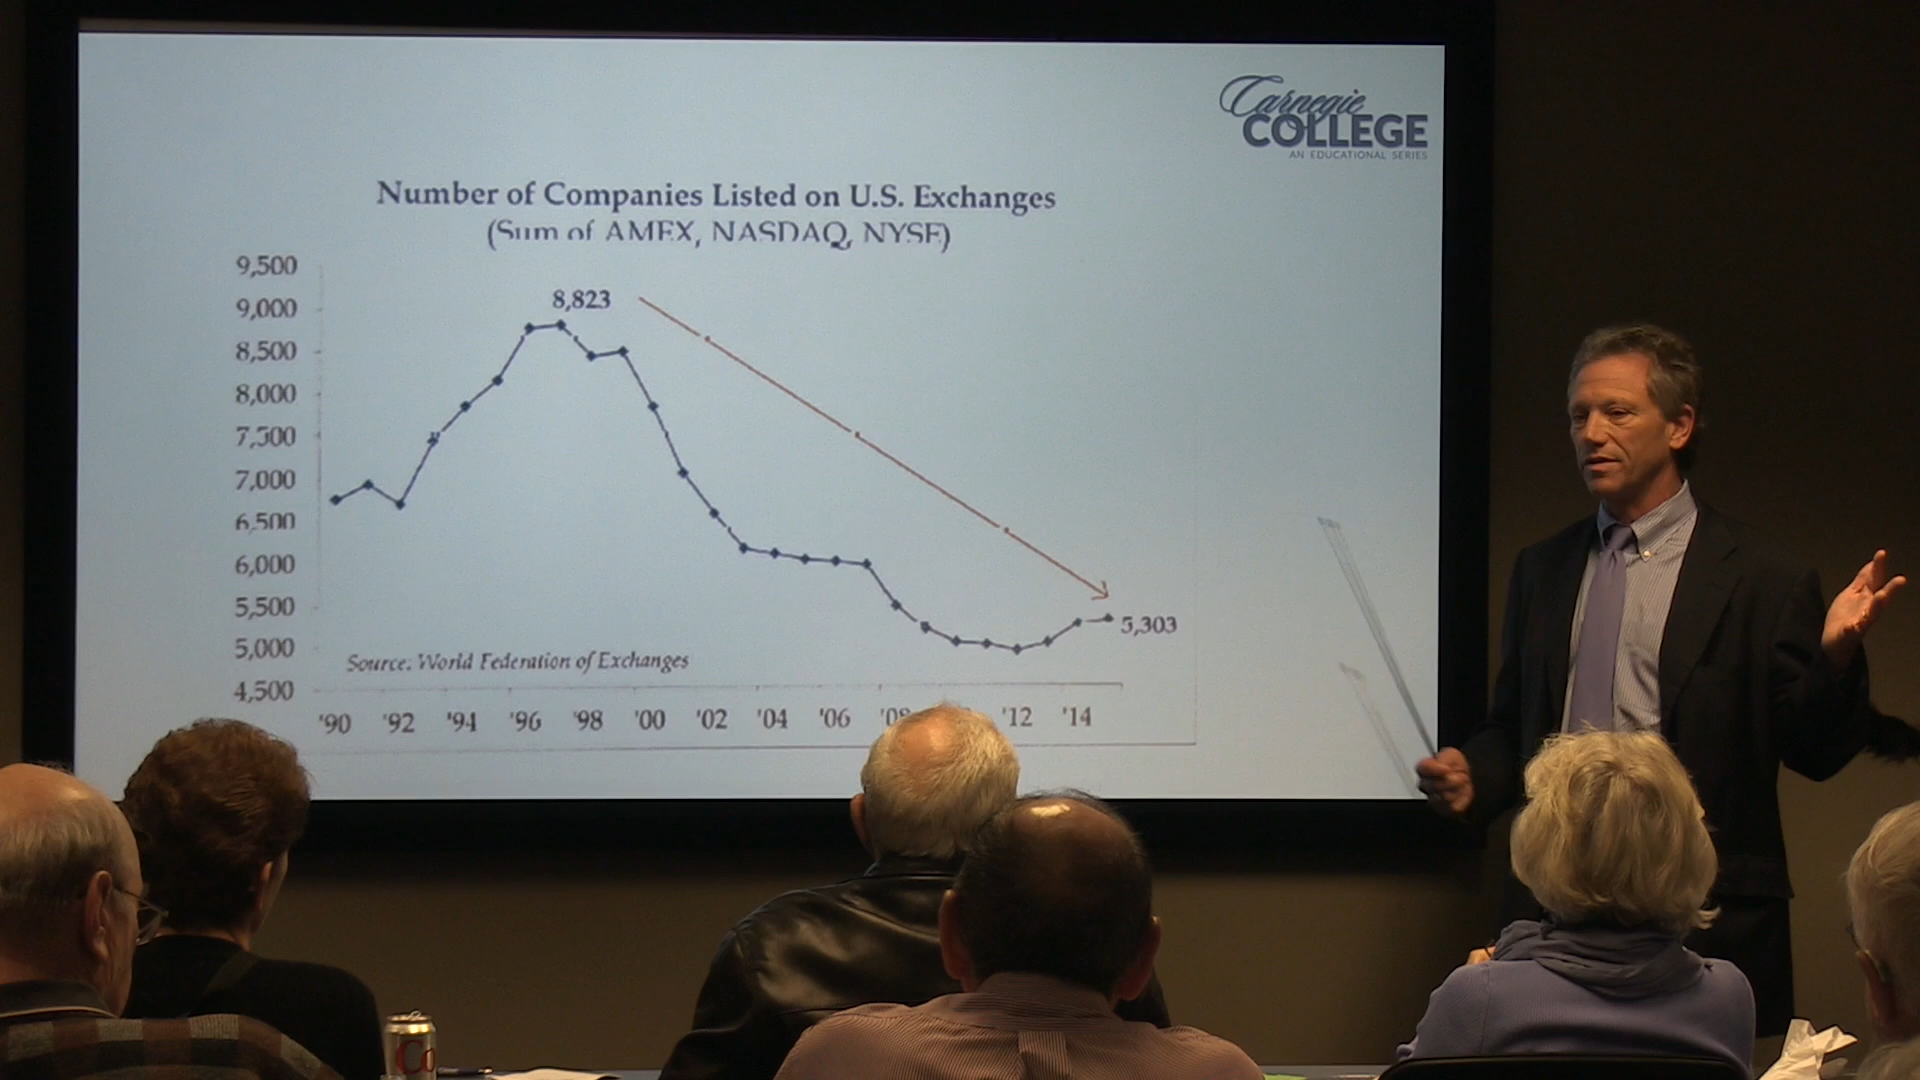 Carnegie
COLLEGE
AN EDUCATIONAL SERIES
Number of Companies Listed on U.S. Exchanges
(Sum of AMEX, NASDAQ, NYSE)
9,500
9,000
8,500
8,000
7,500
7,000
6,500
6,000
5,500
5,000
4,500
8,823
5,303
Source: World Federation of Exchanges
'90 '92 '94 '96 '98 '00 '02 '04 '06 '08 '12 '14
Co